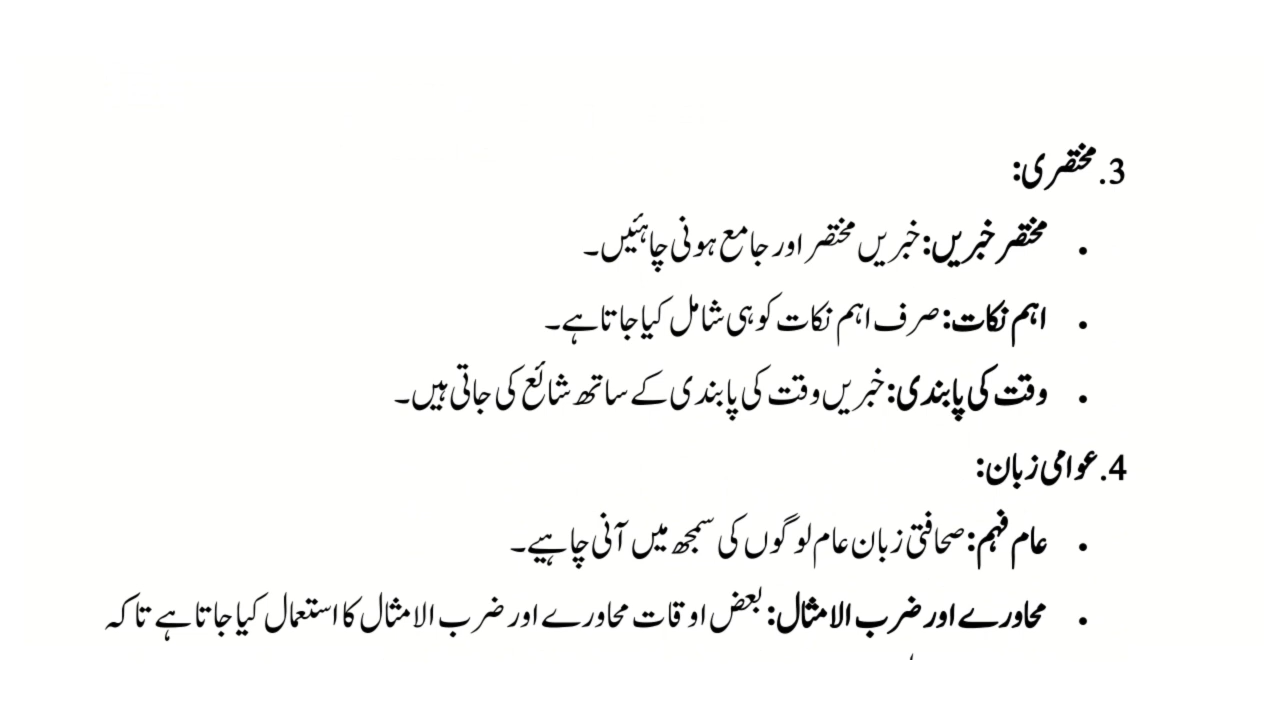 3. مختصری:
• مختصر خبریں: خبریں مختصر اور جامع ہونی چاہئیں۔
• اہم نکات: صرف اہم نکات کو ہی شامل کیا جاتا ہے۔
• وقت کی پابندی: خبریں وقت کی پابندی کے ساتھ شائع کی جاتی ہیں۔
4. عوامی زبان:
• عام فہم: صحافتی زبان عام لوگوں کی سمجھ میں آنی چاہیے۔
• محاورے اور ضرب الامثال: بعض اوقات محاورے اور ضرب الامثال کا استعمال کیا جاتا ہے تاکہ